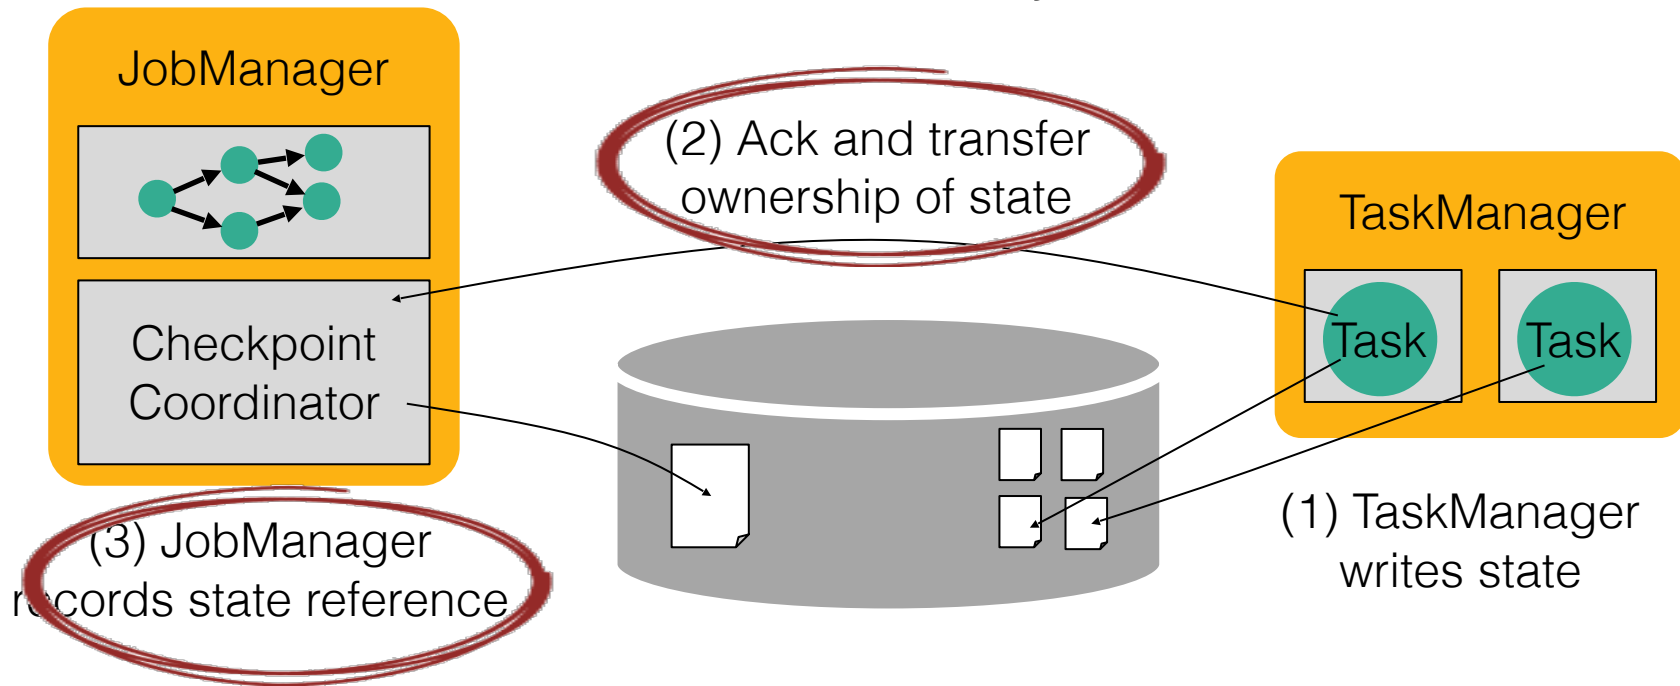 JobManager
(2) Ack and transfer
ownership of state
TaskManager
Checkpoint
Coordinator
Task
Task
(3) JobManager
records state reference
(1) TaskManager
writes state